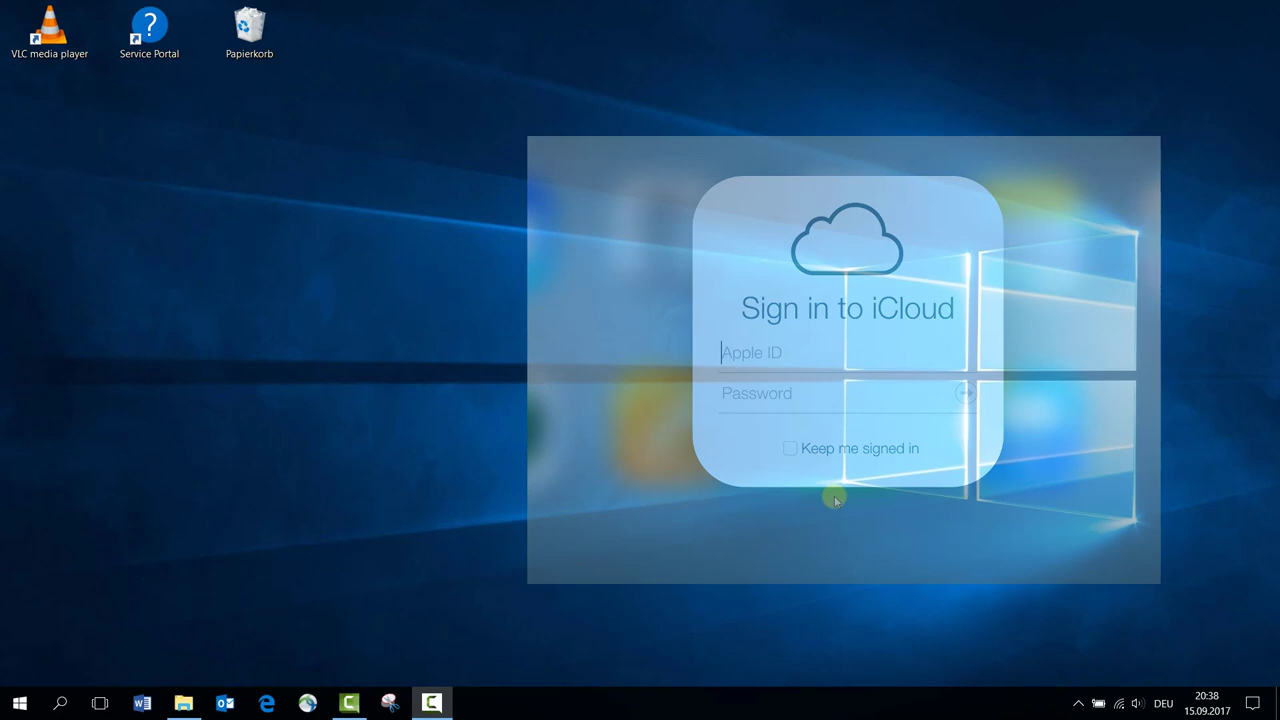 VLC media player
Service Portal
Papierkorb
Sign in to iCloud
Apple ID
Password
Keep me signed in
DEU
20:38
15.09.2017